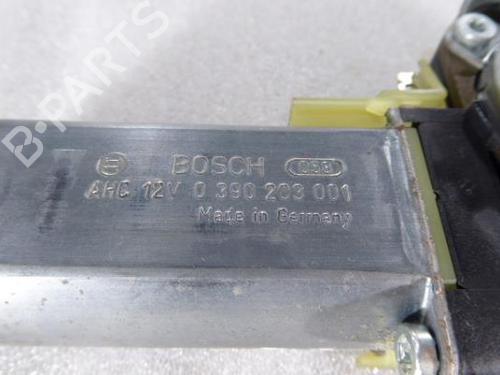 B-PARTS
BOSCH
AHC 12V 0 390 203 001
Made in Germany